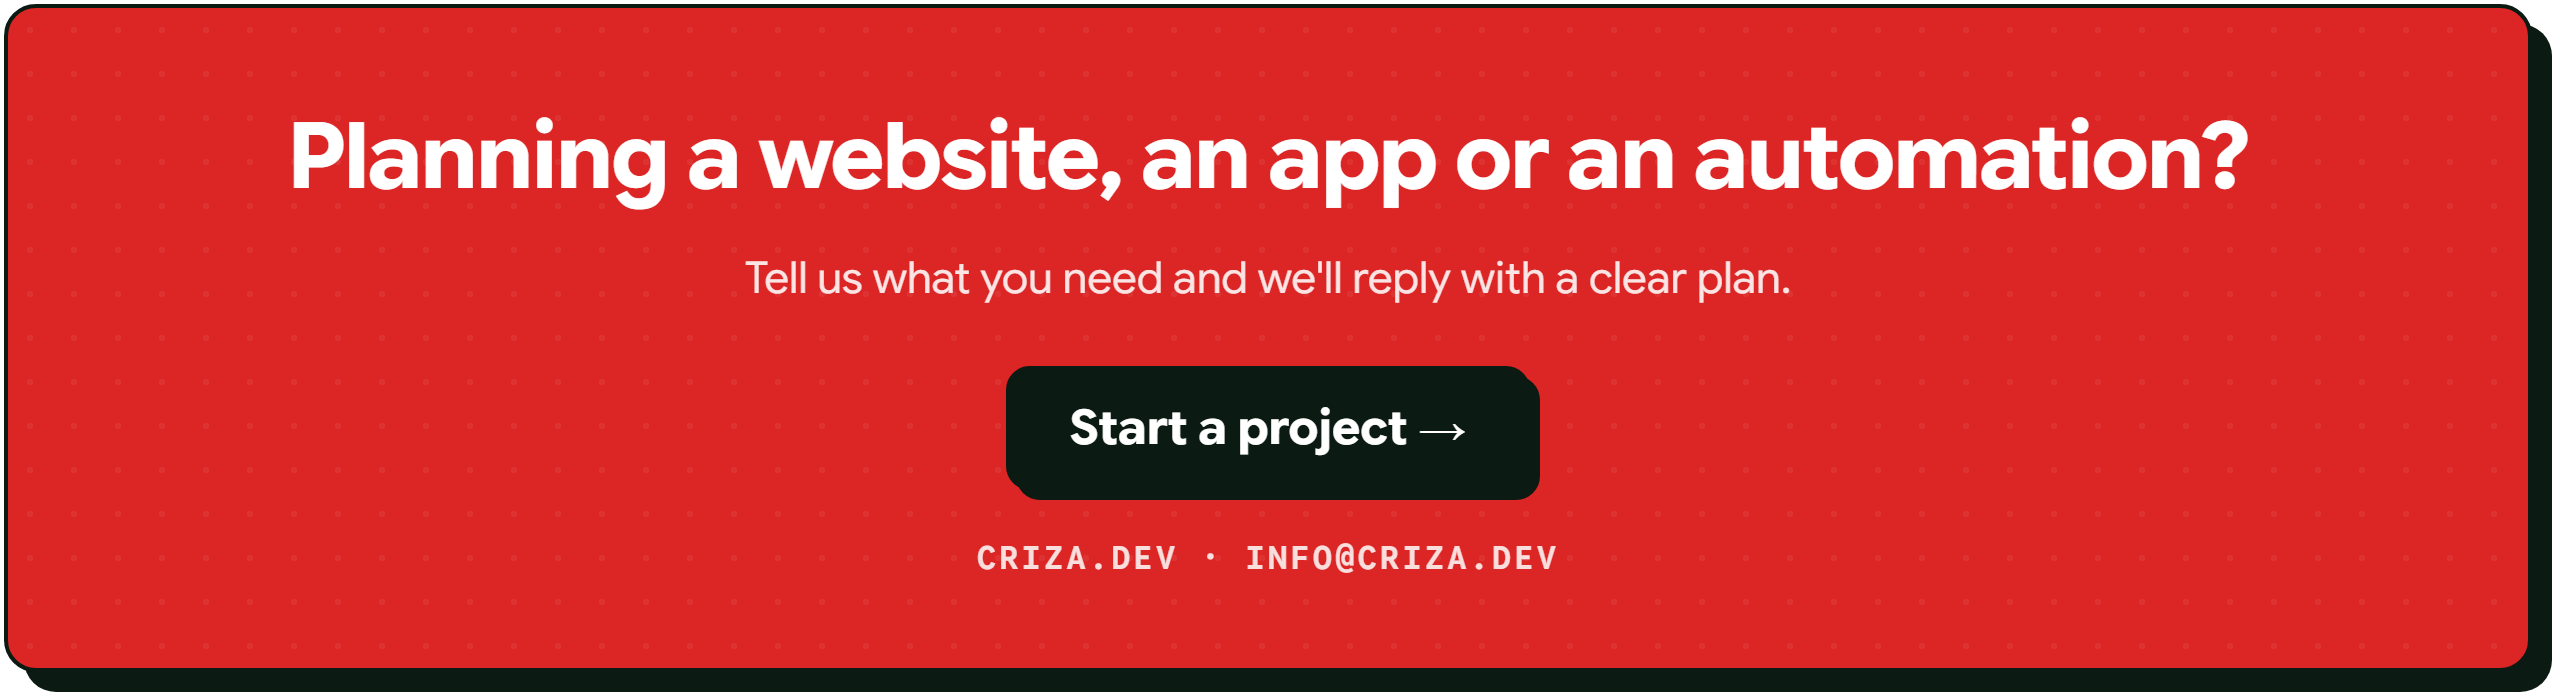 Planning a website, an app or an automation?
Tell us what you need and we'll reply with a clear plan.
Start a project →
CRIZA.DEV · INFO@CRIZA.DEV